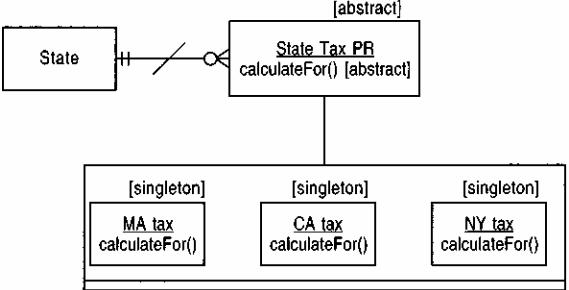 [abstract]
State
State Tax PR
calculateFor() [abstract]
[singleton] [singleton] [singleton]
MA tax CA tax NY tax
calculateFor() calculateFor() calculateFor()